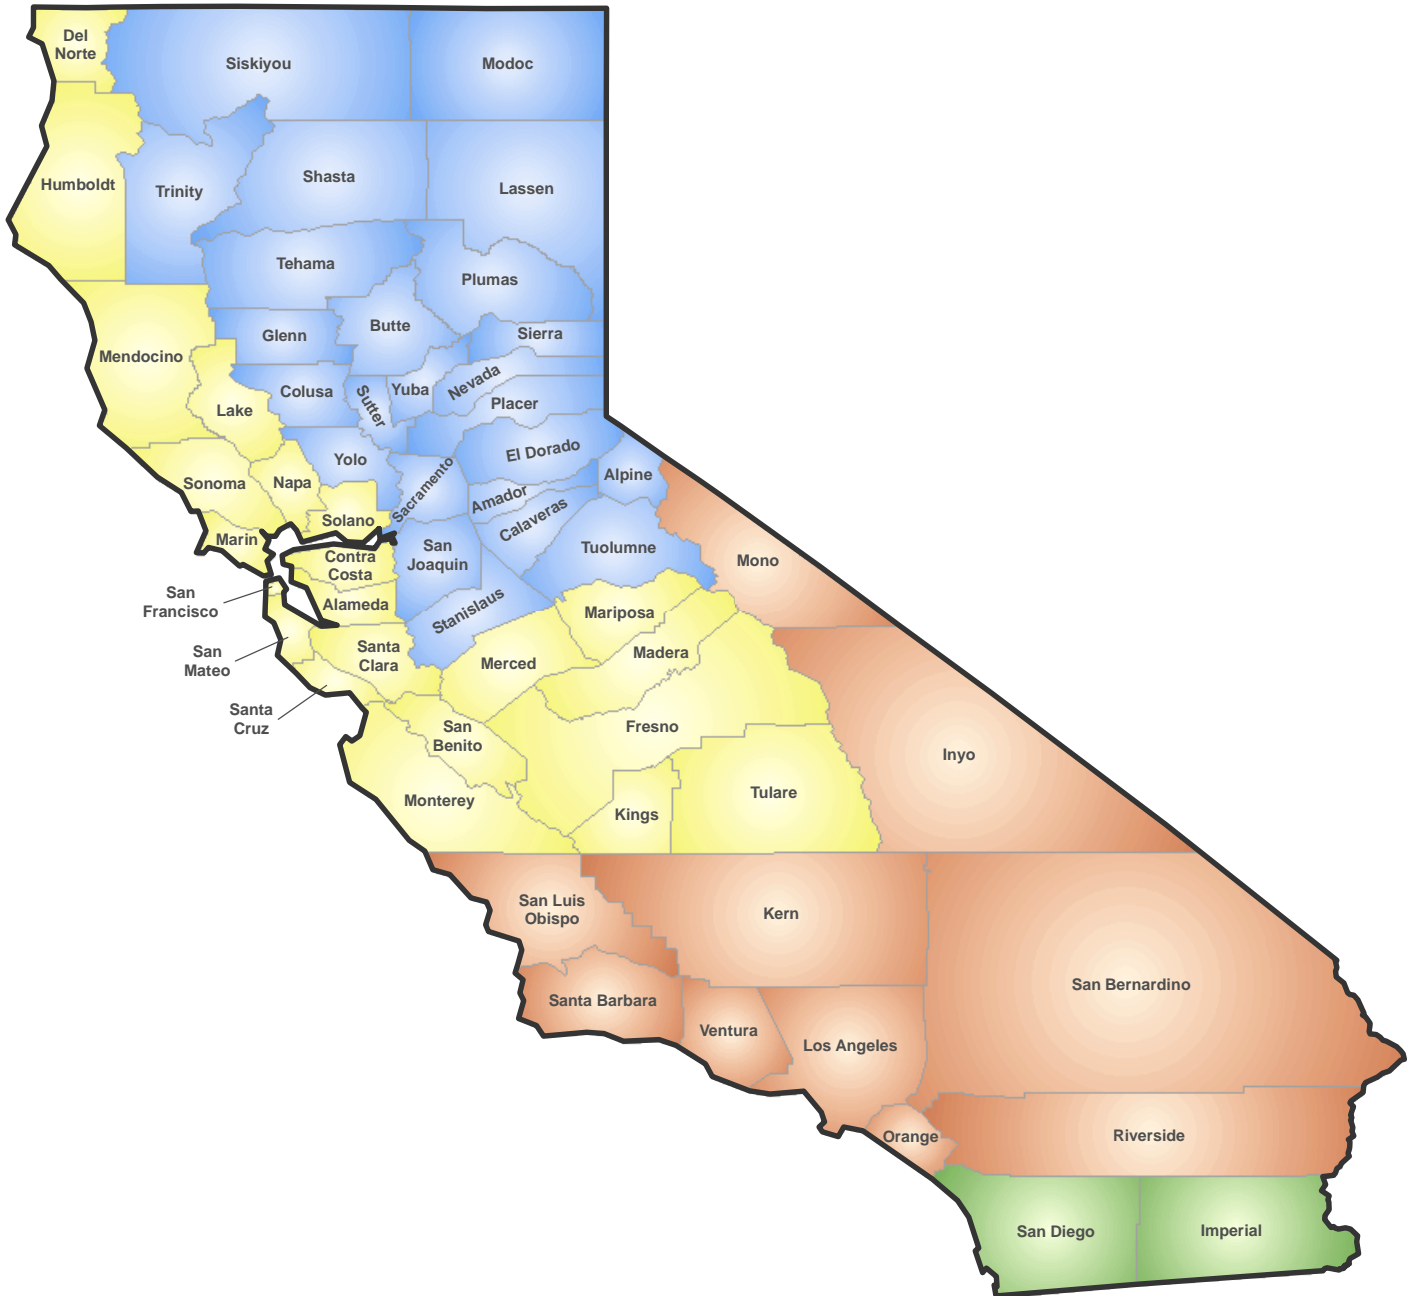 Del
Norte
Siskiyou
Modoc
Humboldt
Trinity
Shasta
Lassen
Tehama
Plumas
Glenn
Butte
Sierra
Mendocino
Colusa
Sutter
Yuba
Nevada
Placer
Lake
Yolo
El Dorado
Sonoma
Napa
Sacramento
Amador
Alpine
Solano
Calaveras
Marin
San
Joaquin
Tuolumne
Mono
Contra
Costa
San
Francisco
Alameda
Stanislaus
Mariposa
San
Mateo
Santa
Clara
Merced
Madera
Santa
Cruz
San
Benito
Fresno
Inyo
Monterey
Kings
Tulare
San Luis
Obispo
Kern
San Bernardino
Santa Barbara
Ventura
Los Angeles
Orange
Riverside
San Diego
Imperial